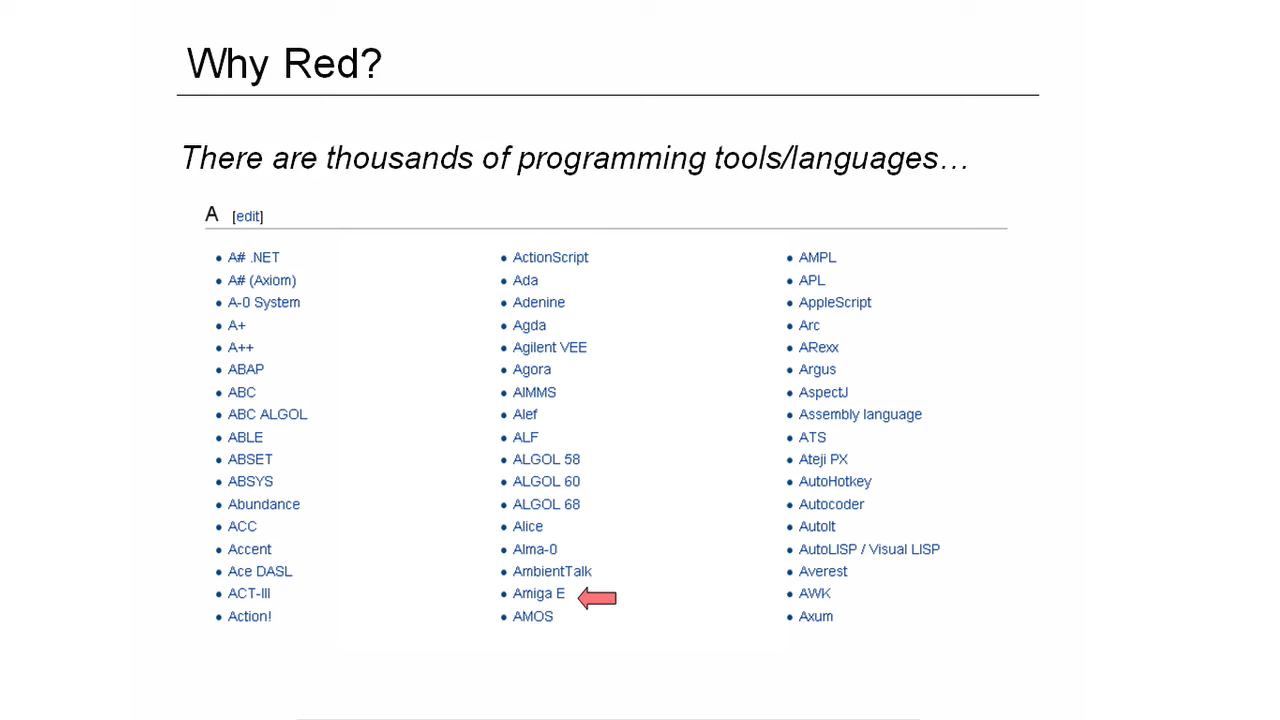 Why Red?
There are thousands of programming tools/languages…
A [edit]
A# .NET
A# (Axiom)
A-0 System
A+
A++
ABAP
ABC
ABC ALGOL
ABLE
ABSET
ABSYS
Abundance
ACC
Accent
Ace DASL
ACT-III
Action!
ActionScript
Ada
Adenine
Agda
Agilent VEE
Agora
AIMMS
Alef
ALF
ALGOL 58
ALGOL 60
ALGOL 68
Alice
Alma-0
AmbientTalk
Amiga E
AMOS
AMPL
APL
AppleScript
Arc
ARexx
Argus
AspectJ
Assembly language
ATS
Ateji PX
AutoHotkey
Autocoder
AutoIt
AutoLISP / Visual LISP
Averest
AWK
Axum